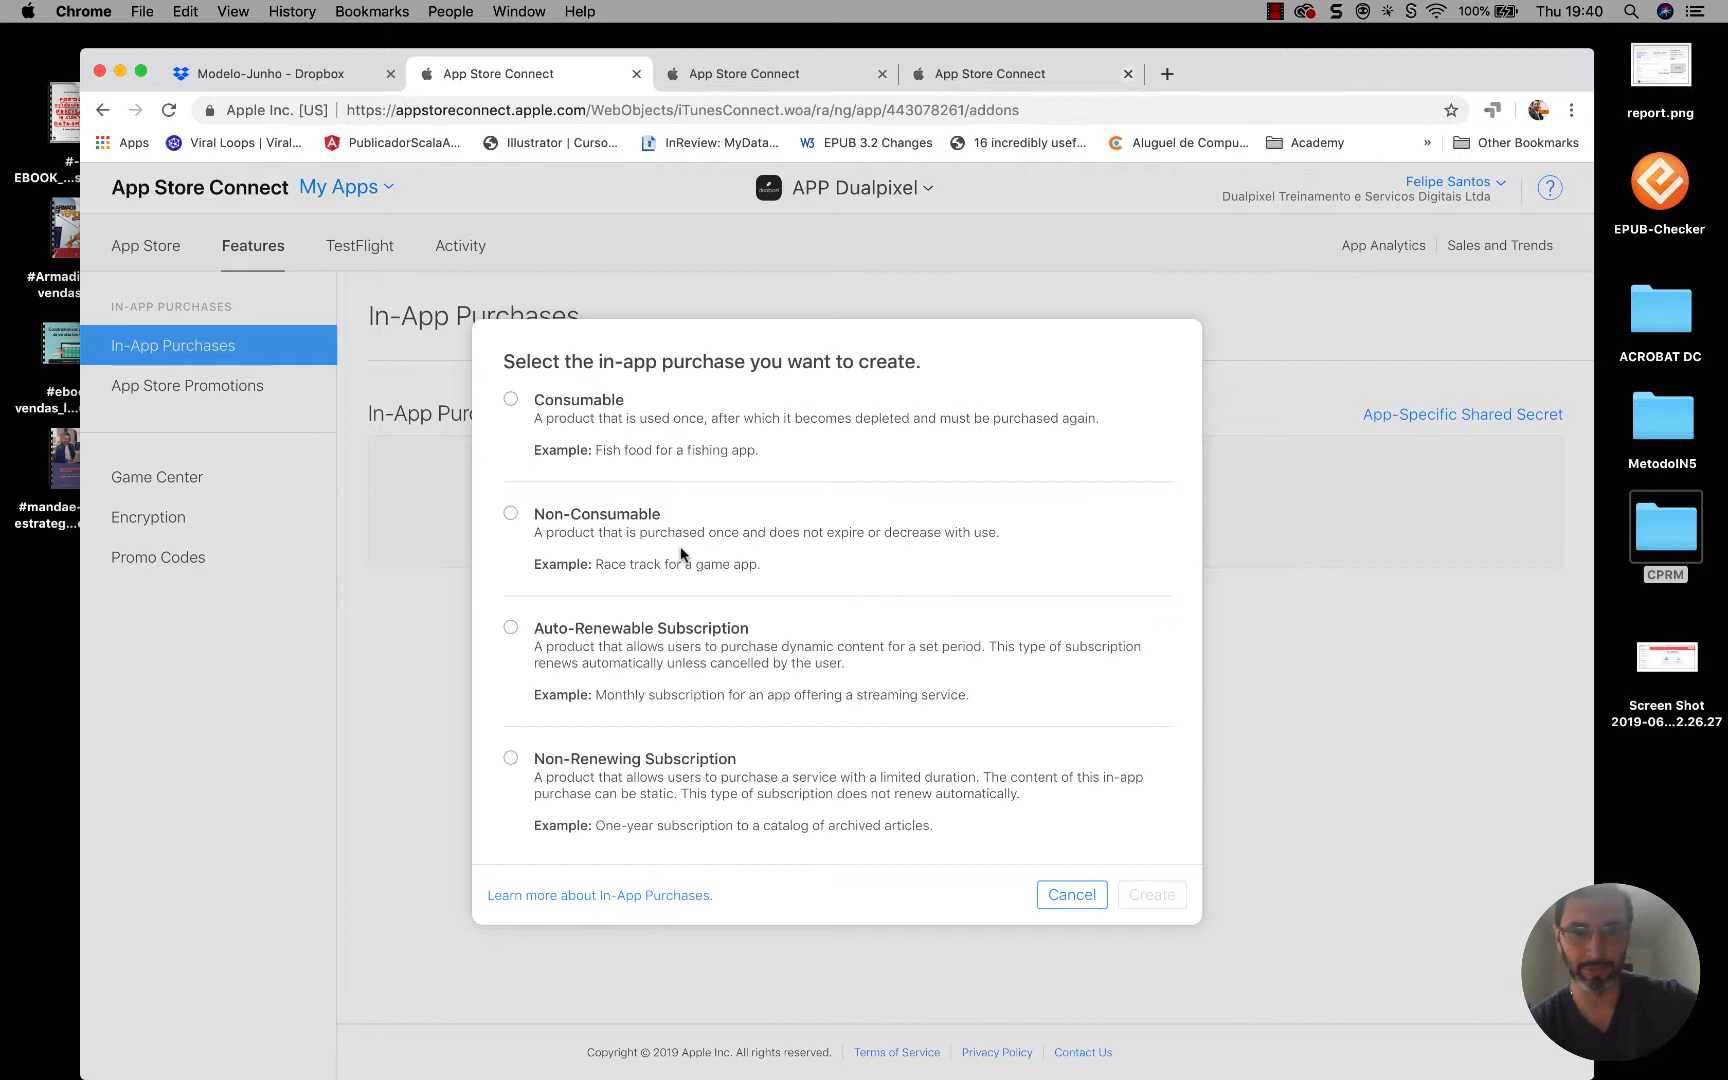 Chrome File Edit View History Bookmarks People Window Help
100% Thu 19:40
Modelo-Junho - Dropbox
App Store Connect
App Store Connect
App Store Connect
Apple Inc. [US] | https://appstoreconnect.apple.com/WebObjects/iTunesConnect.woa/ra/ng/app/443078261/addons
Apps
Viral Loops | Viral...
PublicadorScalaA...
Illustrator | Curso...
InReview: MyData...
W3 EPUB 3.2 Changes
16 incredibly usef...
Aluguel de Compu...
Academy
»
Other Bookmarks
App Store Connect My Apps
APP Dualpixel
Felipe Santos
Dualpixel Treinamento e Servicos Digitais Ltda
?
App Store Features TestFlight Activity
App Analytics Sales and Trends
IN-APP PURCHASES
In-App Purchases
App Store Promotions
Game Center
Encryption
Promo Codes
In-App Purchases
In-App Pur
App-Specific Shared Secret
Select the in-app purchase you want to create.
Consumable
A product that is used once, after which it becomes depleted and must be purchased again.
Example: Fish food for a fishing app.
Non-Consumable
A product that is purchased once and does not expire or decrease with use.
Example: Race track for a game app.
Auto-Renewable Subscription
A product that allows users to purchase dynamic content for a set period. This type of subscription
renews automatically unless cancelled by the user.
Example: Monthly subscription for an app offering a streaming service.
Non-Renewing Subscription
A product that allows users to purchase a service with a limited duration. The content of this in-app
purchase can be static. This type of subscription does not renew automatically.
Example: One-year subscription to a catalog of archived articles.
Learn more about In-App Purchases.
Cancel
Create
Copyright © 2019 Apple Inc. All rights reserved. Terms of Service Privacy Policy Contact Us
#-
EBOOK_...s
#Armadi
vendas
#ebo
vendas_l...
#mandae-
estrateg...
report.png
EPUB-Checker
ACROBAT DC
MetodoIN5
CPRM
Screen Shot
2019-06...2.26.27